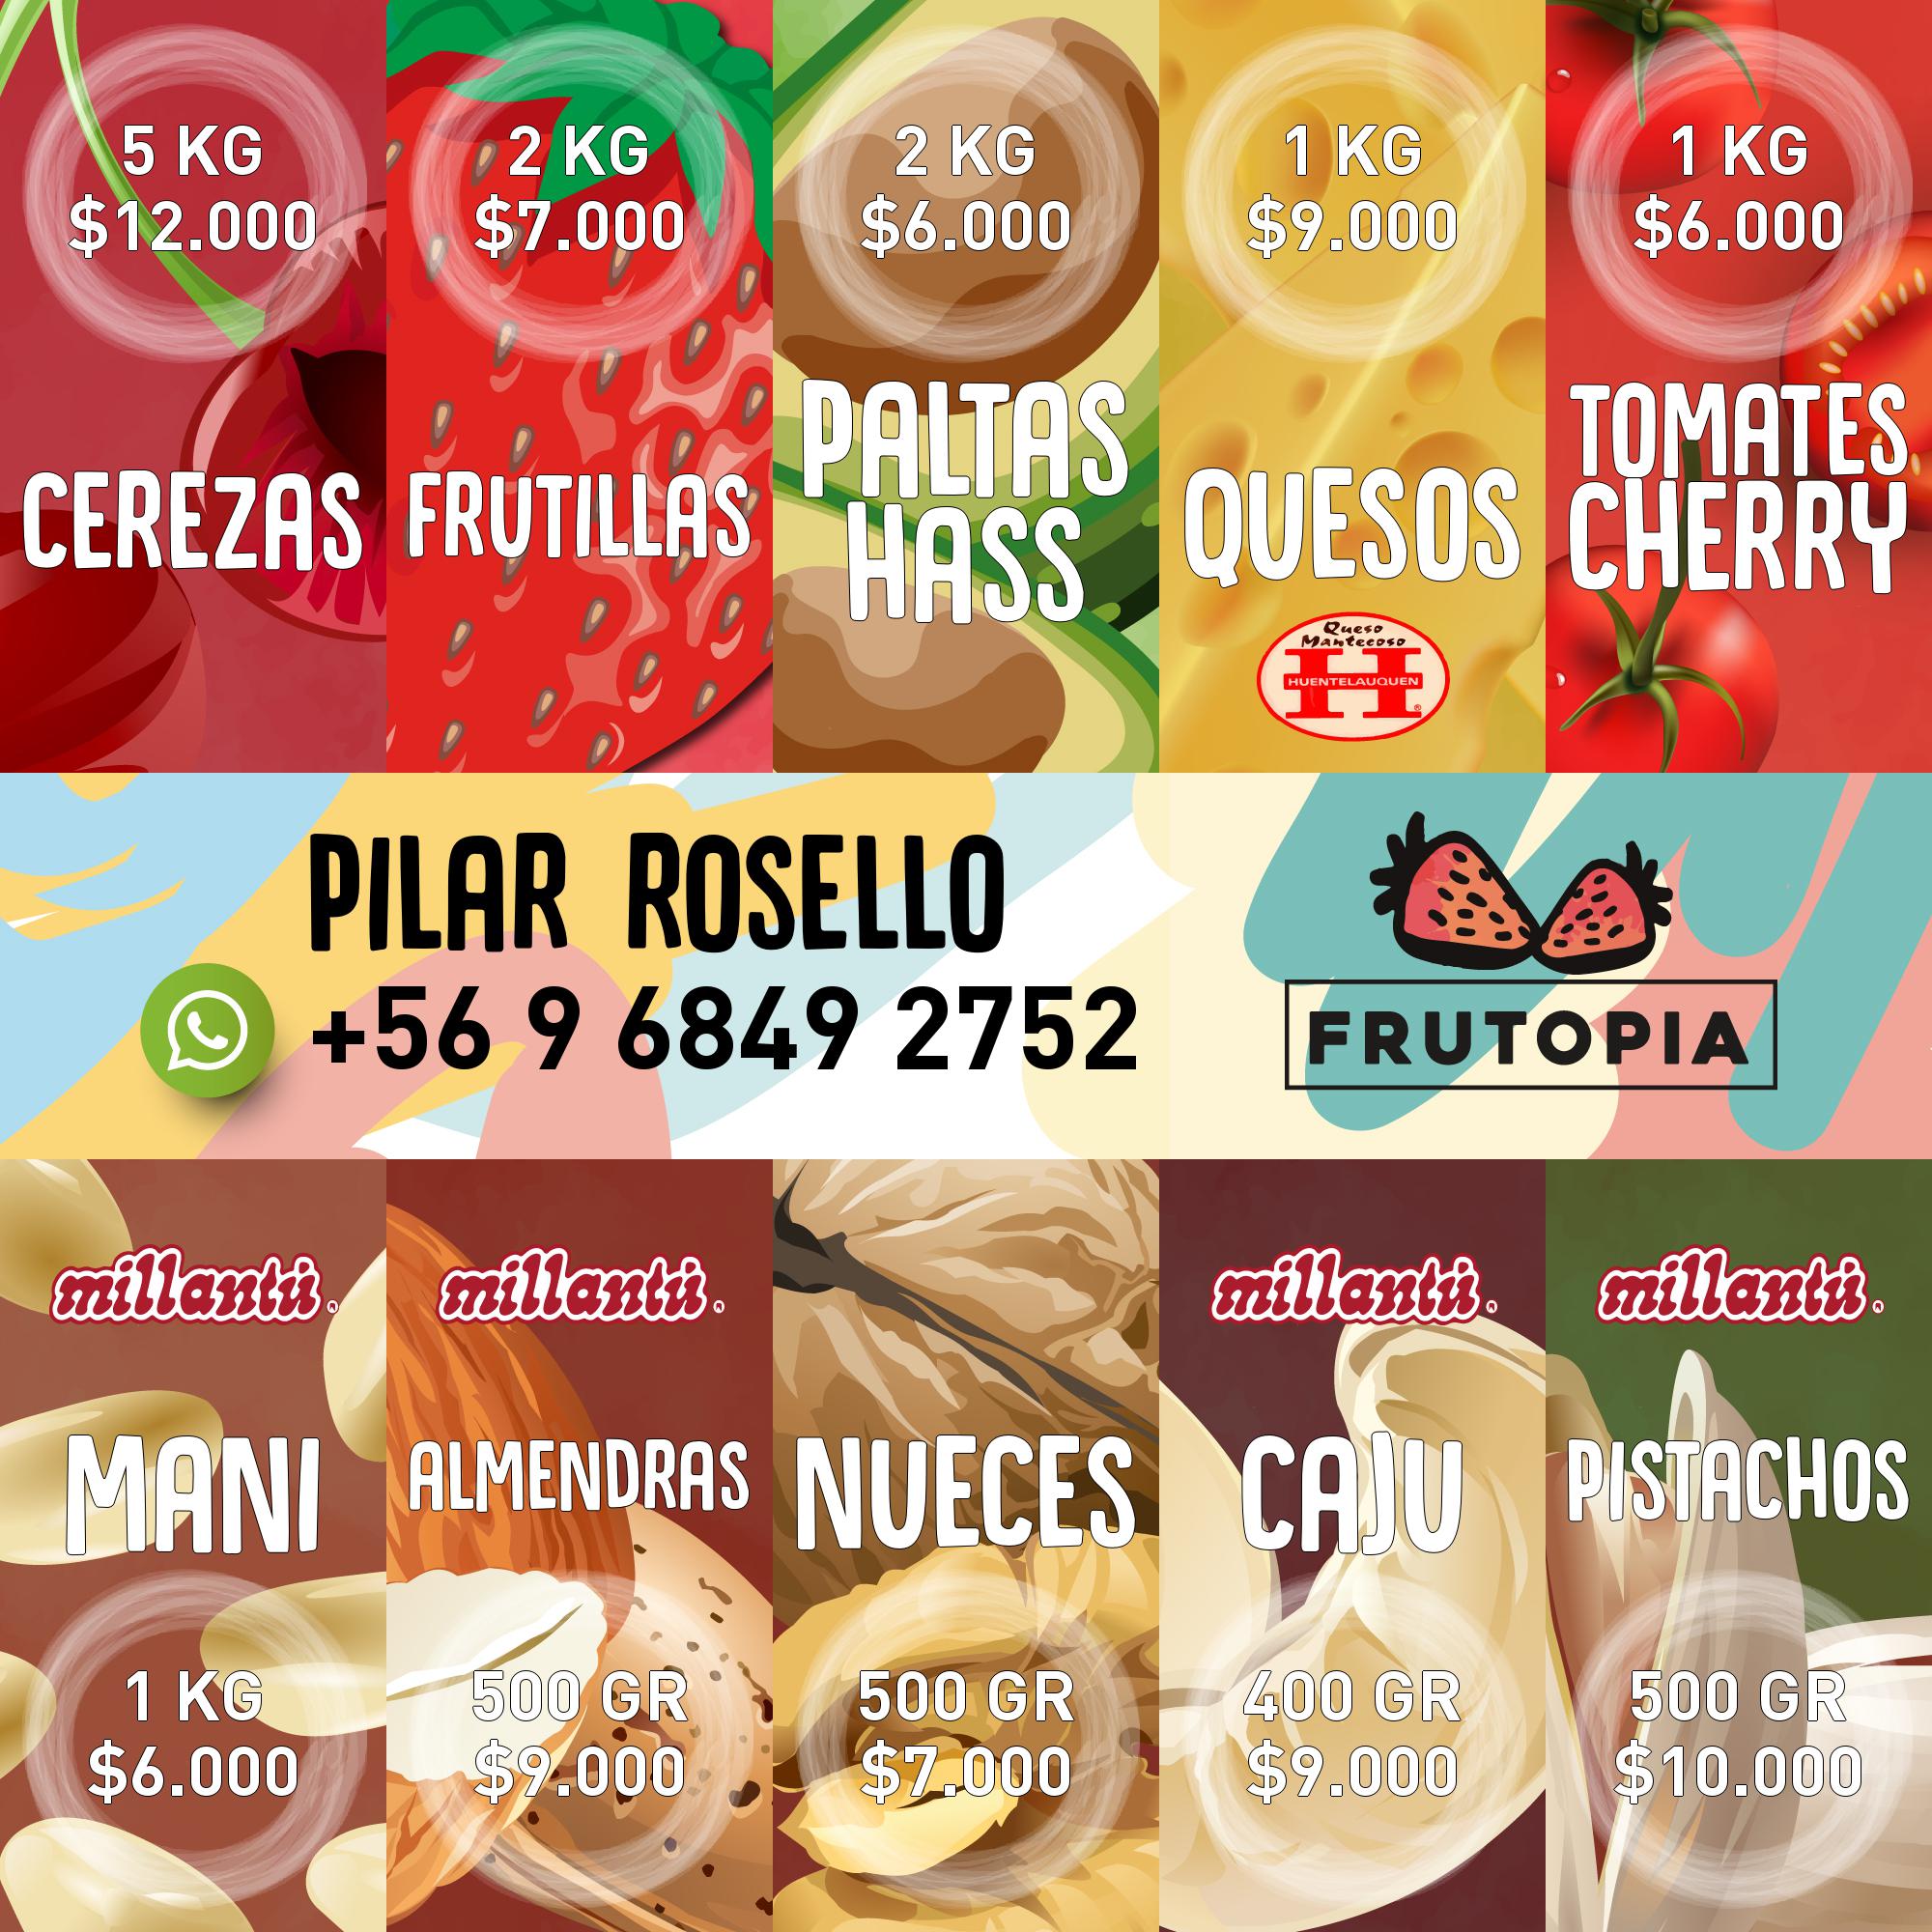 5 KG
$12.000
CEREZAS
2 KG
$7.000
FRUTILLAS
2 KG
$6.000
PALTAS
HASS
1 KG
$9.000
QUESOS
Queso
Mantecoso
H
HUENTELAUQUEN
®
1 KG
$6.000
TOMATES
CHERRY
PILAR ROSELLO
+56 9 6849 2752
FRUTOPIA
millantú®
MANI
1 KG
$6.000
millantú®
ALMENDRAS
500 GR
$9.000
NUECES
500 GR
$7.000
millantú®
CAJU
400 GR
$9.000
millantú®
PISTACHOS
500 GR
$10.000